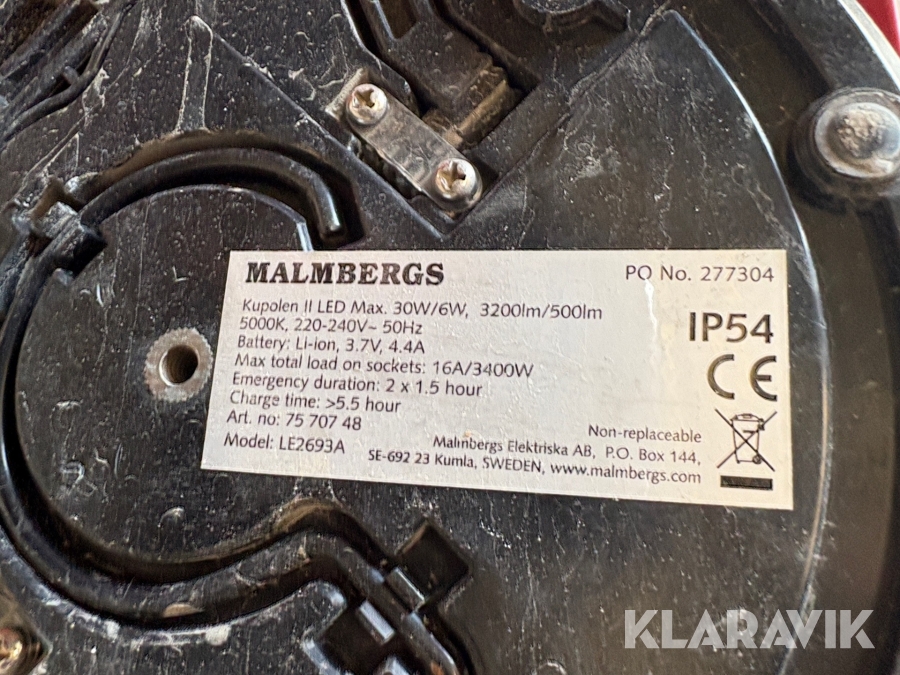 MALMBERGS
PO No. 277304
Kupolen II LED Max. 30W/6W, 3200lm/500lm
5000K, 220-240V~ 50Hz
Battery: Li-ion, 3.7V, 4.4A
Max total load on sockets: 16A/3400W
Emergency duration: 2 x 1.5 hour
Charge time: >5.5 hour
Art. no: 75 707 48
Model: LE2693A
IP54
CE
Non-replaceable
Malmbergs Elektriska AB, P.O. Box 144,
SE-692 23 Kumla, SWEDEN, www.malmbergs.com
KLARAVIK